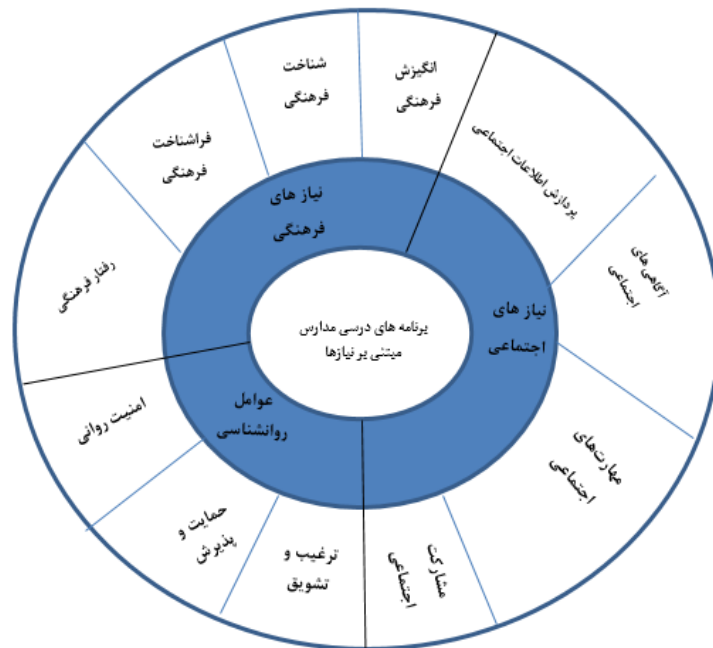 انگیزش
فرهنگی
شناخت
فرهنگی
فراشناخت
فرهنگی
رفتار فرهنگی
پردازش اطلاعات اجتماعی
آگاهی های
اجتماعی
مهارت‌های
اجتماعی
مشارکت
اجتماعی
ترغیب و
تشویق
حمایت و
پذیرش
امنیت روانی
نیاز های
فرهنگی
نیاز های
اجتماعی
عوامل
روانشناسی
برنامه های درسی مدارس
مبتنی بر نیازها